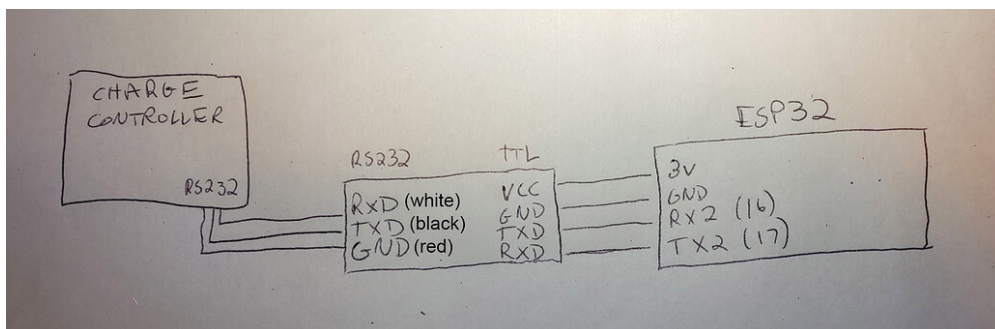 CHARGE
CONTROLLER
RS232
RS232
TTL
RXD (white)
TXD (black)
GND (red)
VCC
GND
TXD
RXD
ESP32
3V
GND
RX2 (16)
TX2 (17)